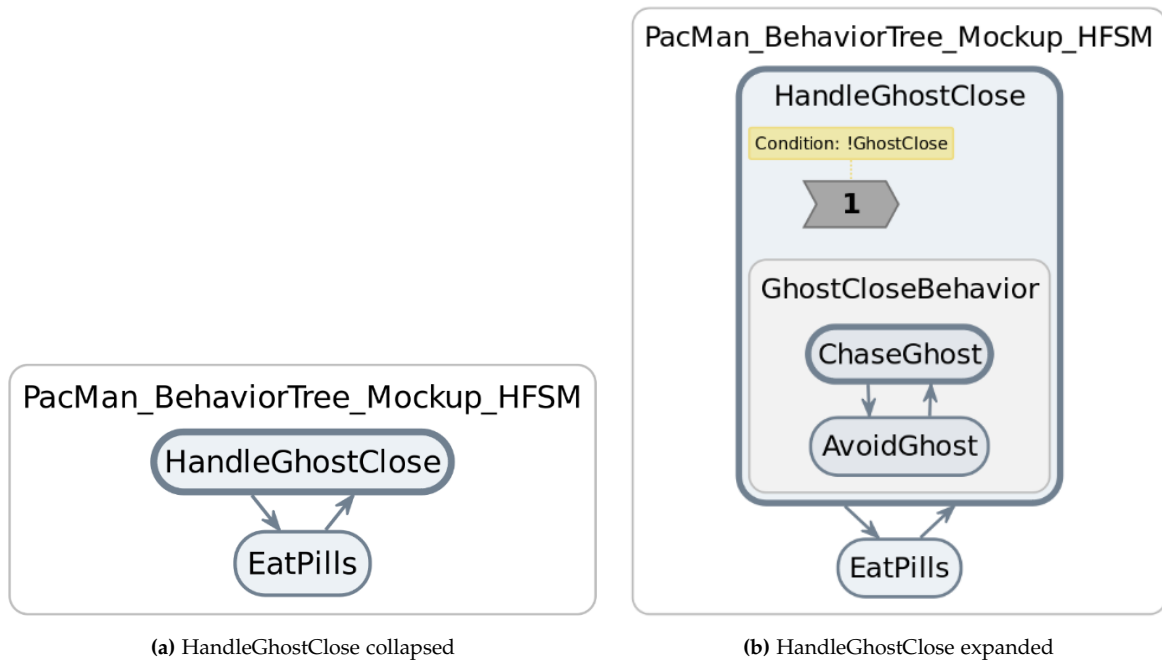 PacMan_BehaviorTree_Mockup_HFSM
HandleGhostClose
EatPills
(a) HandleGhostClose collapsed
PacMan_BehaviorTree_Mockup_HFSM
HandleGhostClose
Condition: !GhostClose
1
GhostCloseBehavior
ChaseGhost
AvoidGhost
EatPills
(b) HandleGhostClose expanded